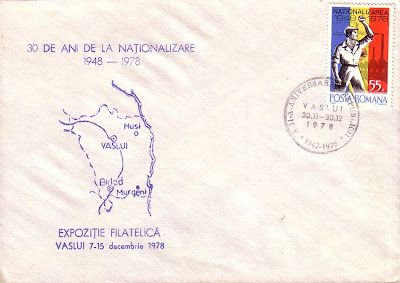 30 DE ANI DE LA NAȚIONALIZARE
1948 — 1978
NAȚIONALIZAREA
1948-1978
55
POSTA ROMANA
VASLUI
30.11-30.12
1978
1947-1978
Huși
VASLUI
Bîrlad
Murgeni
EXPOZIȚIE FILATELICĂ
VASLUI 7-15 decembrie 1978